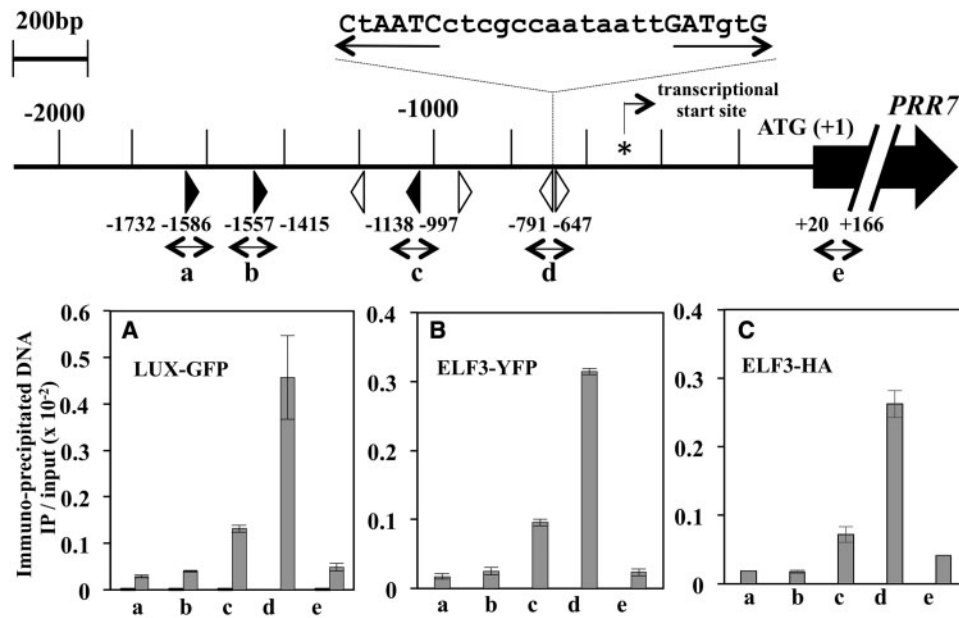 200bp
CtAATCctcgccaataattGATgtG
-2000
-1000
transcriptional
start site
*
ATG (+1)
PRR7
-1732 -1586 -1557 -1415 -1138 -997 -791 -647 +20 +166
a b c d e
Immuno-precipitated DNA
IP / input (x 10-2)
A
LUX-GFP
0.6
0.5
0.4
0.3
0.2
0.1
0
a b c d e
B
ELF3-YFP
0.4
0.3
0.2
0.1
0
a b c d e
C
ELF3-HA
0.4
0.3
0.2
0.1
0
a b c d e